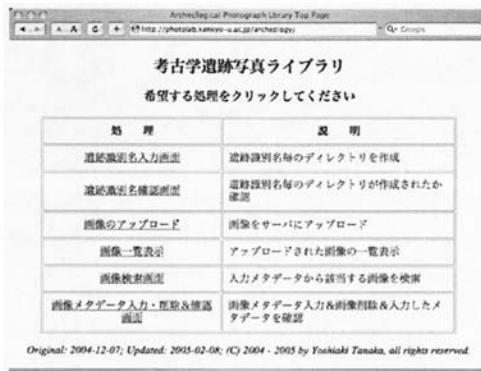 Archeological Photograph Library Top Page
http://photolab.kankyo-u.ac.jp/archeology/
Google
考古学遺跡写真ライブラリ
希望する処理をクリックしてください
処 理 説 明
遺跡識別名入力画面 遺跡識別名毎のディレクトリを作成
遺跡識別名確認画面 遺跡識別名毎のディレクトリが作成されたか
確認
画像のアップロード 画像をサーバにアップロード
画像一覧表示 アップロードされた画像の一覧表示
画像検索画面 入力メタデータから該当する画像を検索
画像メタデータ入力・削除&確認 画像メタデータ入力&画像削除&入力したメ
画面 タデータを確認
Original: 2004-12-07; Updated: 2005-02-08; (C) 2004 - 2005 by Yoshiaki Tanaka, all rights reserved.